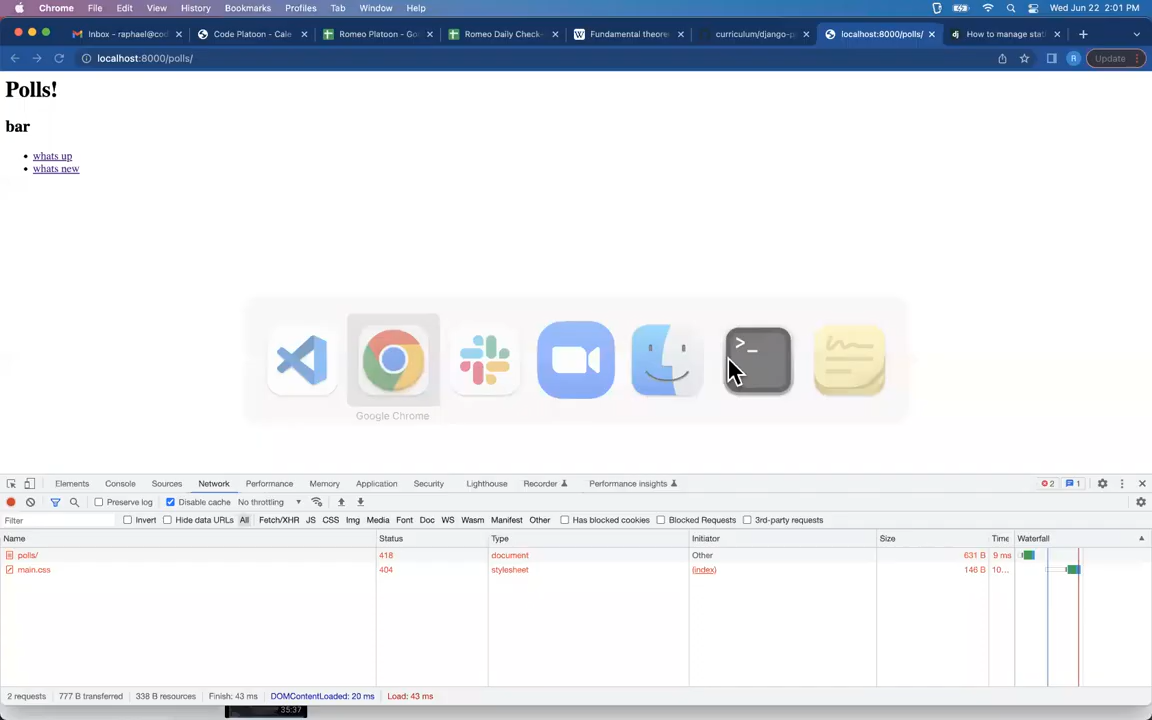 Chrome File Edit View History Bookmarks Profiles Tab Window Help Wed Jun 22 2:01 PM
Inbox - raphael@cod Code Platoon - Cale Romeo Platoon - Go Romeo Daily Check- Fundamental theore curriculum/django-p localhost:8000/polls/ How to manage stat
localhost:8000/polls/ R Update
Polls!
bar
• whats up
• whats new
Google Chrome
Elements Console Sources Network Performance Memory Application Security Lighthouse Recorder Performance insights 2 1
Preserve log Disable cache No throttling
Filter Invert Hide data URLs All Fetch/XHR JS CSS Img Media Font Doc WS Wasm Manifest Other Has blocked cookies Blocked Requests 3rd-party requests
Name Status Type Initiator Size Time Waterfall
polls/ 418 document Other 631 B 9 ms
main.css 404 stylesheet (index) 146 B 10...
2 requests 777 B transferred 338 B resources Finish: 43 ms DOMContentLoaded: 20 ms Load: 43 ms
35:37